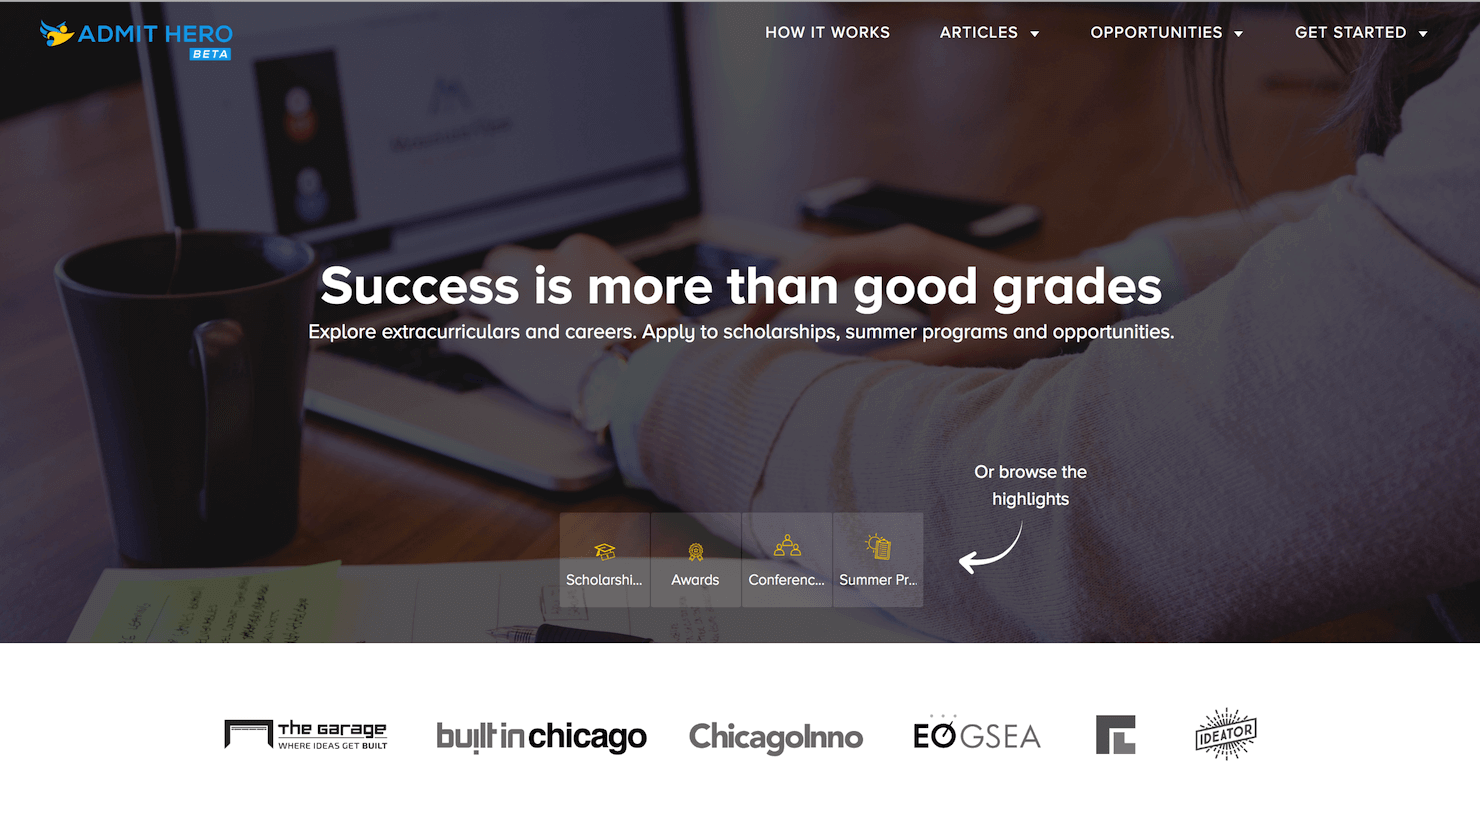 ADMIT HERO
BETA
HOW IT WORKS
ARTICLES
OPPORTUNITIES
GET STARTED
Success is more than good grades
Explore extracurriculars and careers. Apply to scholarships, summer programs and opportunities.
Or browse the
highlights
Scholarshi...
Awards
Conferenc...
Summer Pr...
THE GARAGE
WHERE IDEAS GET BUILT
builtinchicago
ChicagoInno
EOGSEA
IDEATOR